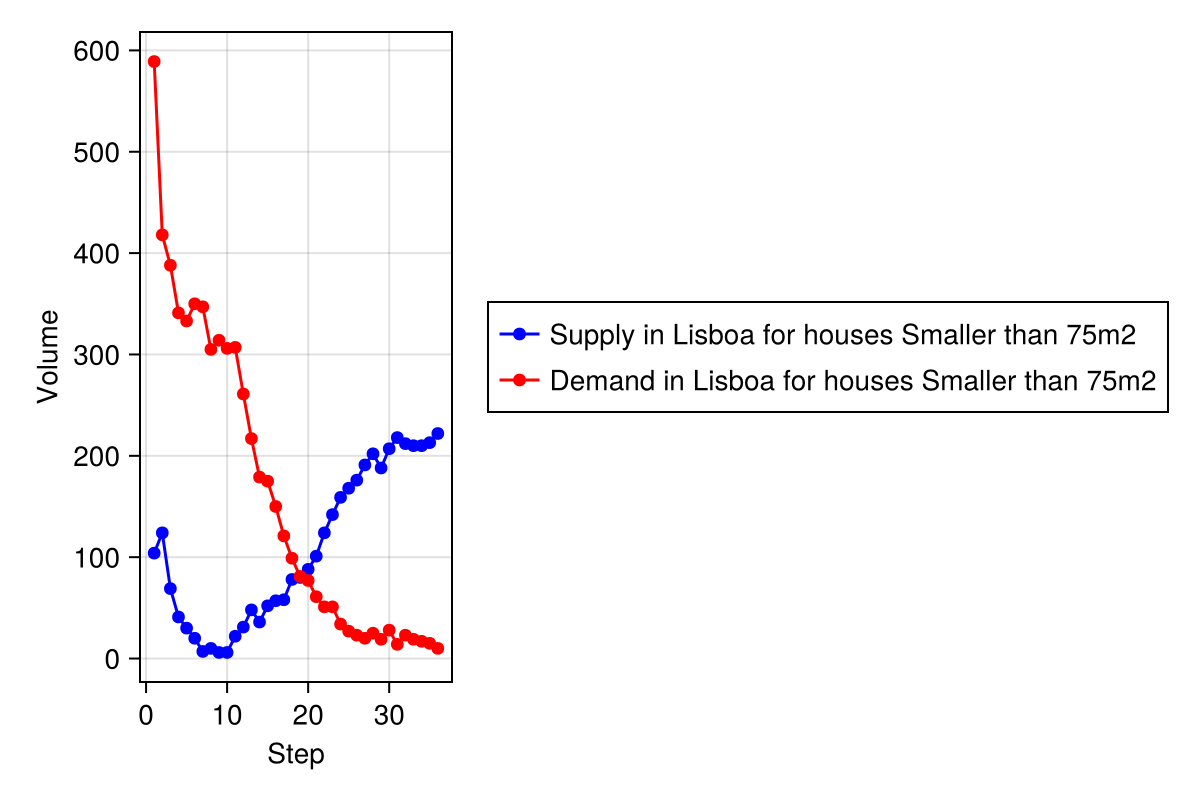 600
500
400
300
200
100
0
Volume
0 10 20 30
Step
Supply in Lisboa for houses Smaller than 75m2
Demand in Lisboa for houses Smaller than 75m2